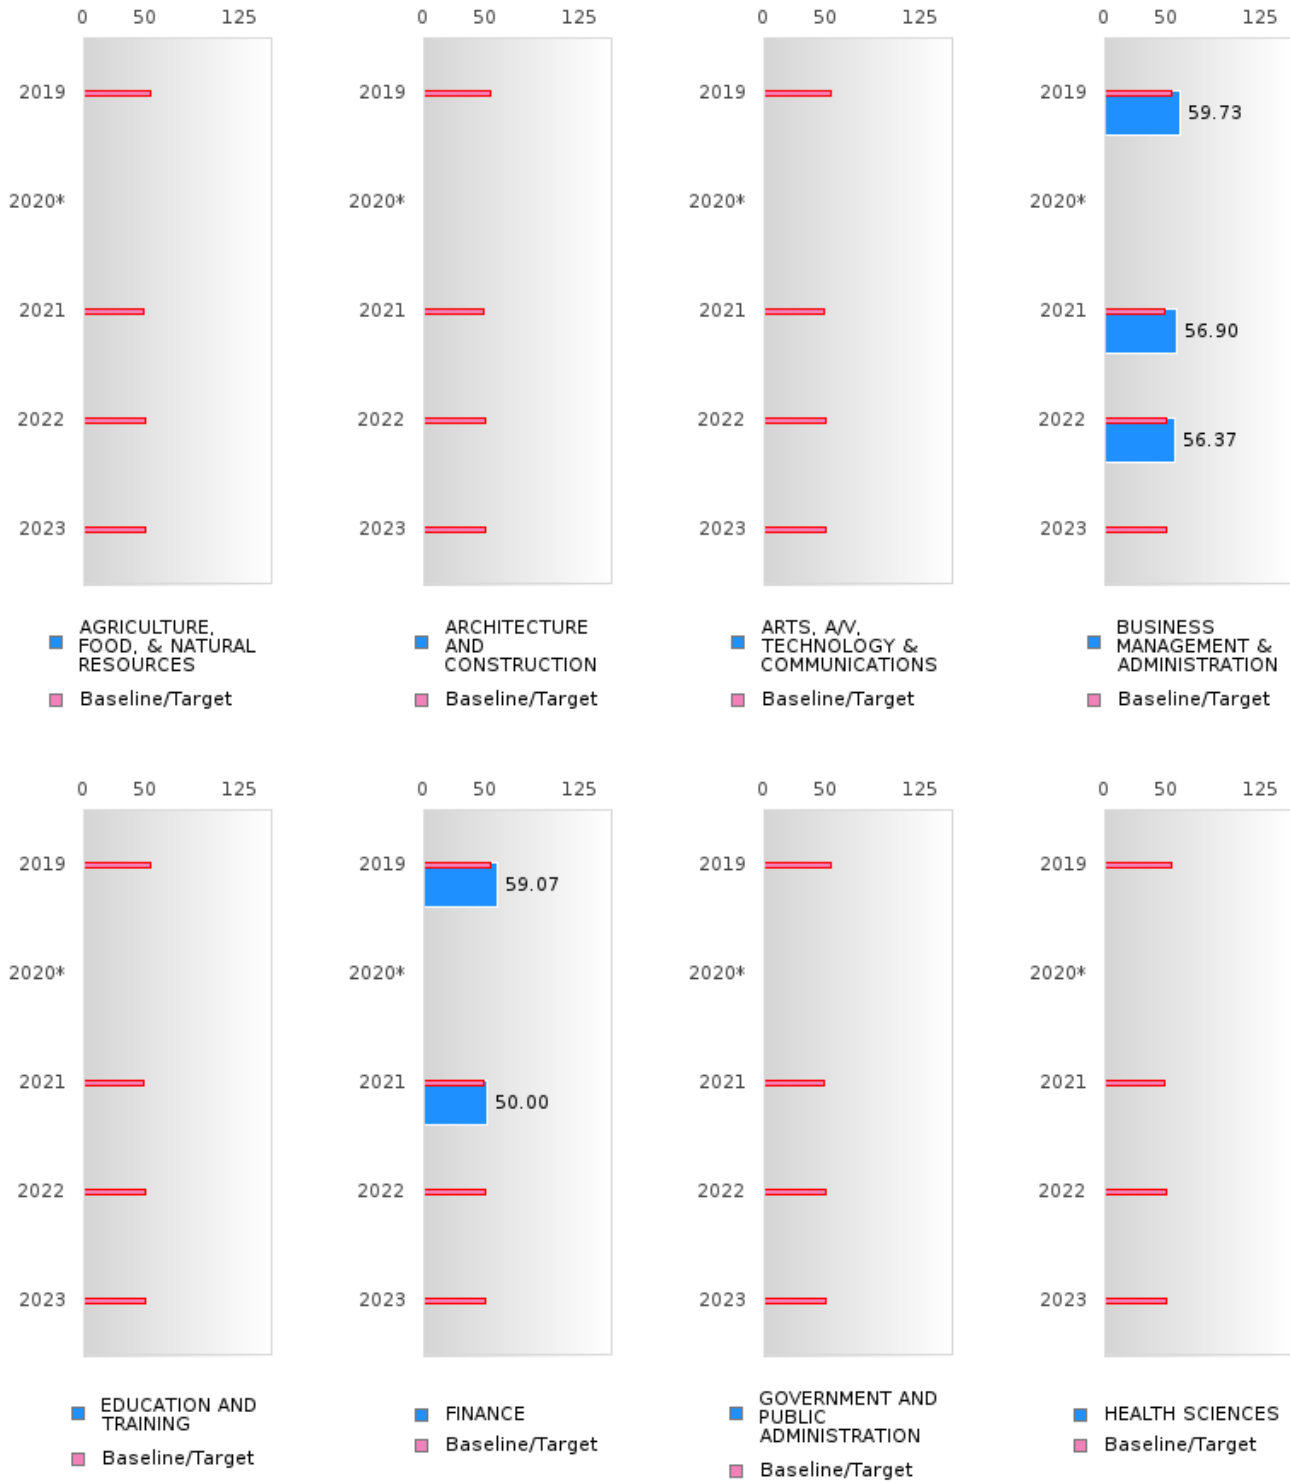 0 50 125 0 50 125 0 50 125 0 50 125
2019 2019 2019 2019 59.73
2020* 2020* 2020* 2020*
2021 2021 2021 2021 56.90
2022 2022 2022 2022 56.37
2023 2023 2023 2023
AGRICULTURE,
FOOD, & NATURAL
RESOURCES
Baseline/Target
ARCHITECTURE
AND
CONSTRUCTION
Baseline/Target
ARTS, A/V,
TECHNOLOGY &
COMMUNICATIONS
Baseline/Target
BUSINESS
MANAGEMENT &
ADMINISTRATION
Baseline/Target
0 50 125 0 50 125 0 50 125 0 50 125
2019 2019 59.07 2019 2019
2020* 2020* 2020* 2020*
2021 2021 50.00 2021 2021
2022 2022 2022 2022
2023 2023 2023 2023
EDUCATION AND
TRAINING
Baseline/Target
FINANCE
Baseline/Target
GOVERNMENT AND
PUBLIC
ADMINISTRATION
Baseline/Target
HEALTH SCIENCES
Baseline/Target